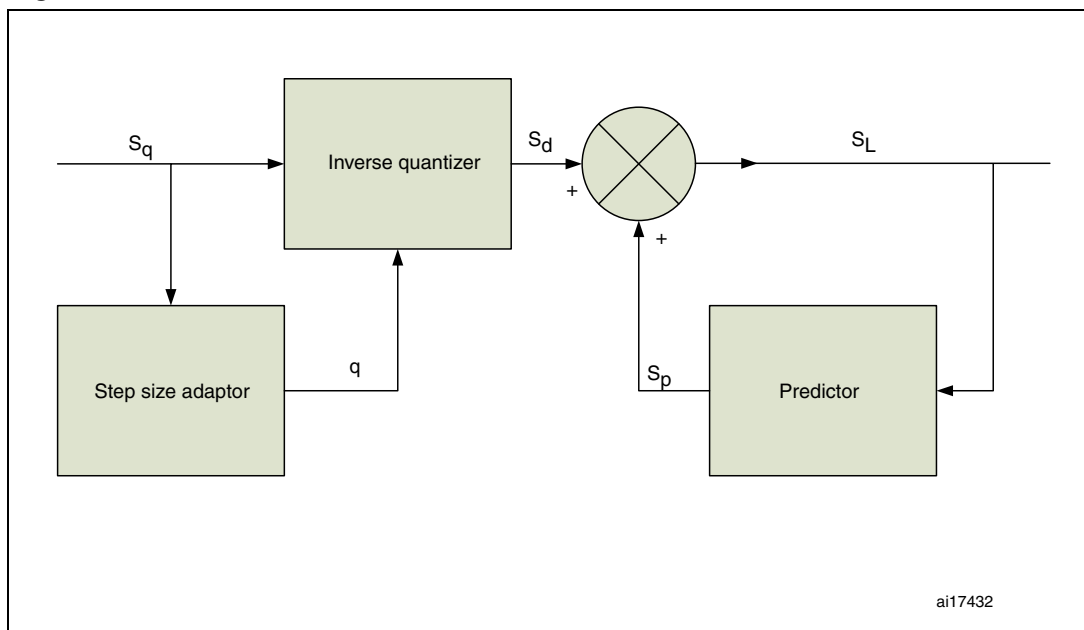 Sq
Inverse quantizer
Sd
+
SL
+
Step size adaptor
q
Sp
Predictor
ai17432